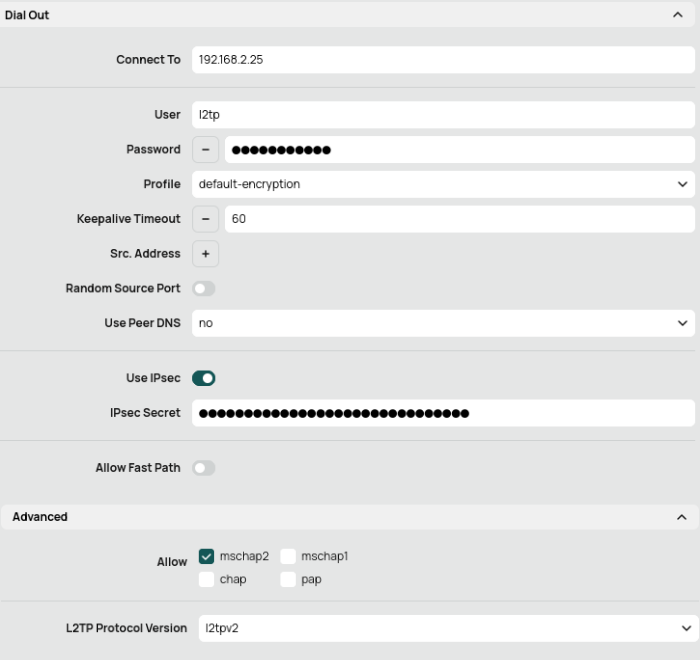 Dial Out
Connect To 192.168.2.25
User l2tp
Password − ●●●●●●●●●●●
Profile default-encryption
Keepalive Timeout − 60
Src. Address +
Random Source Port
Use Peer DNS no
Use IPsec
IPsec Secret ●●●●●●●●●●●●●●●●●●●●●●●●●●●●●●
Allow Fast Path
Advanced
Allow mschap2 mschap1
chap pap
L2TP Protocol Version l2tpv2